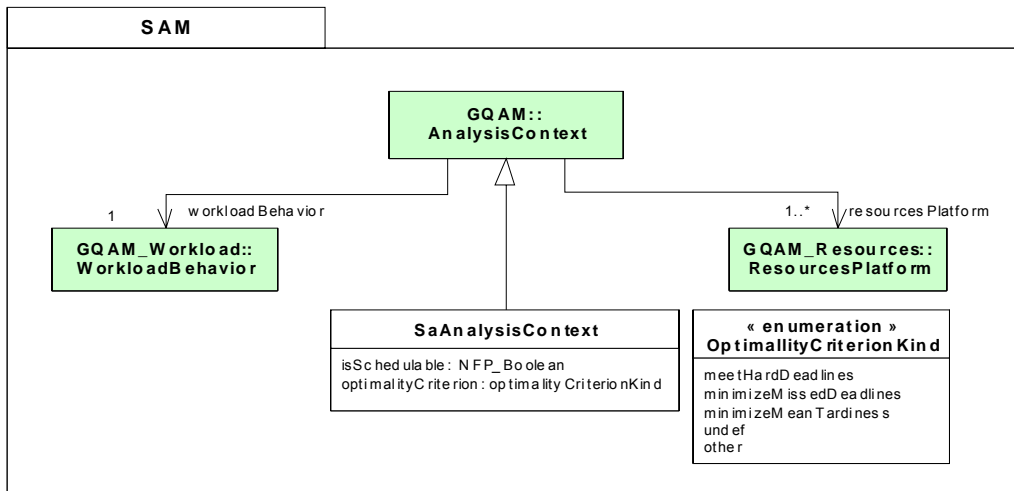 SAM
GQAM::
AnalysisContext
1
workloadBehavior
1..*
resourcesPlatform
GQAM_Workload::
WorkloadBehavior
GQAM_Resources::
ResourcesPlatform
SaAnalysisContext
isSchedulable: NFP_Boolean
optimalityCriterion: optimalityCriterionKind
« enumeration »
OptimallityCriterionKind
meetHardDeadlines
minimizeMissedDeadlines
minimizeMeanTardiness
undef
other